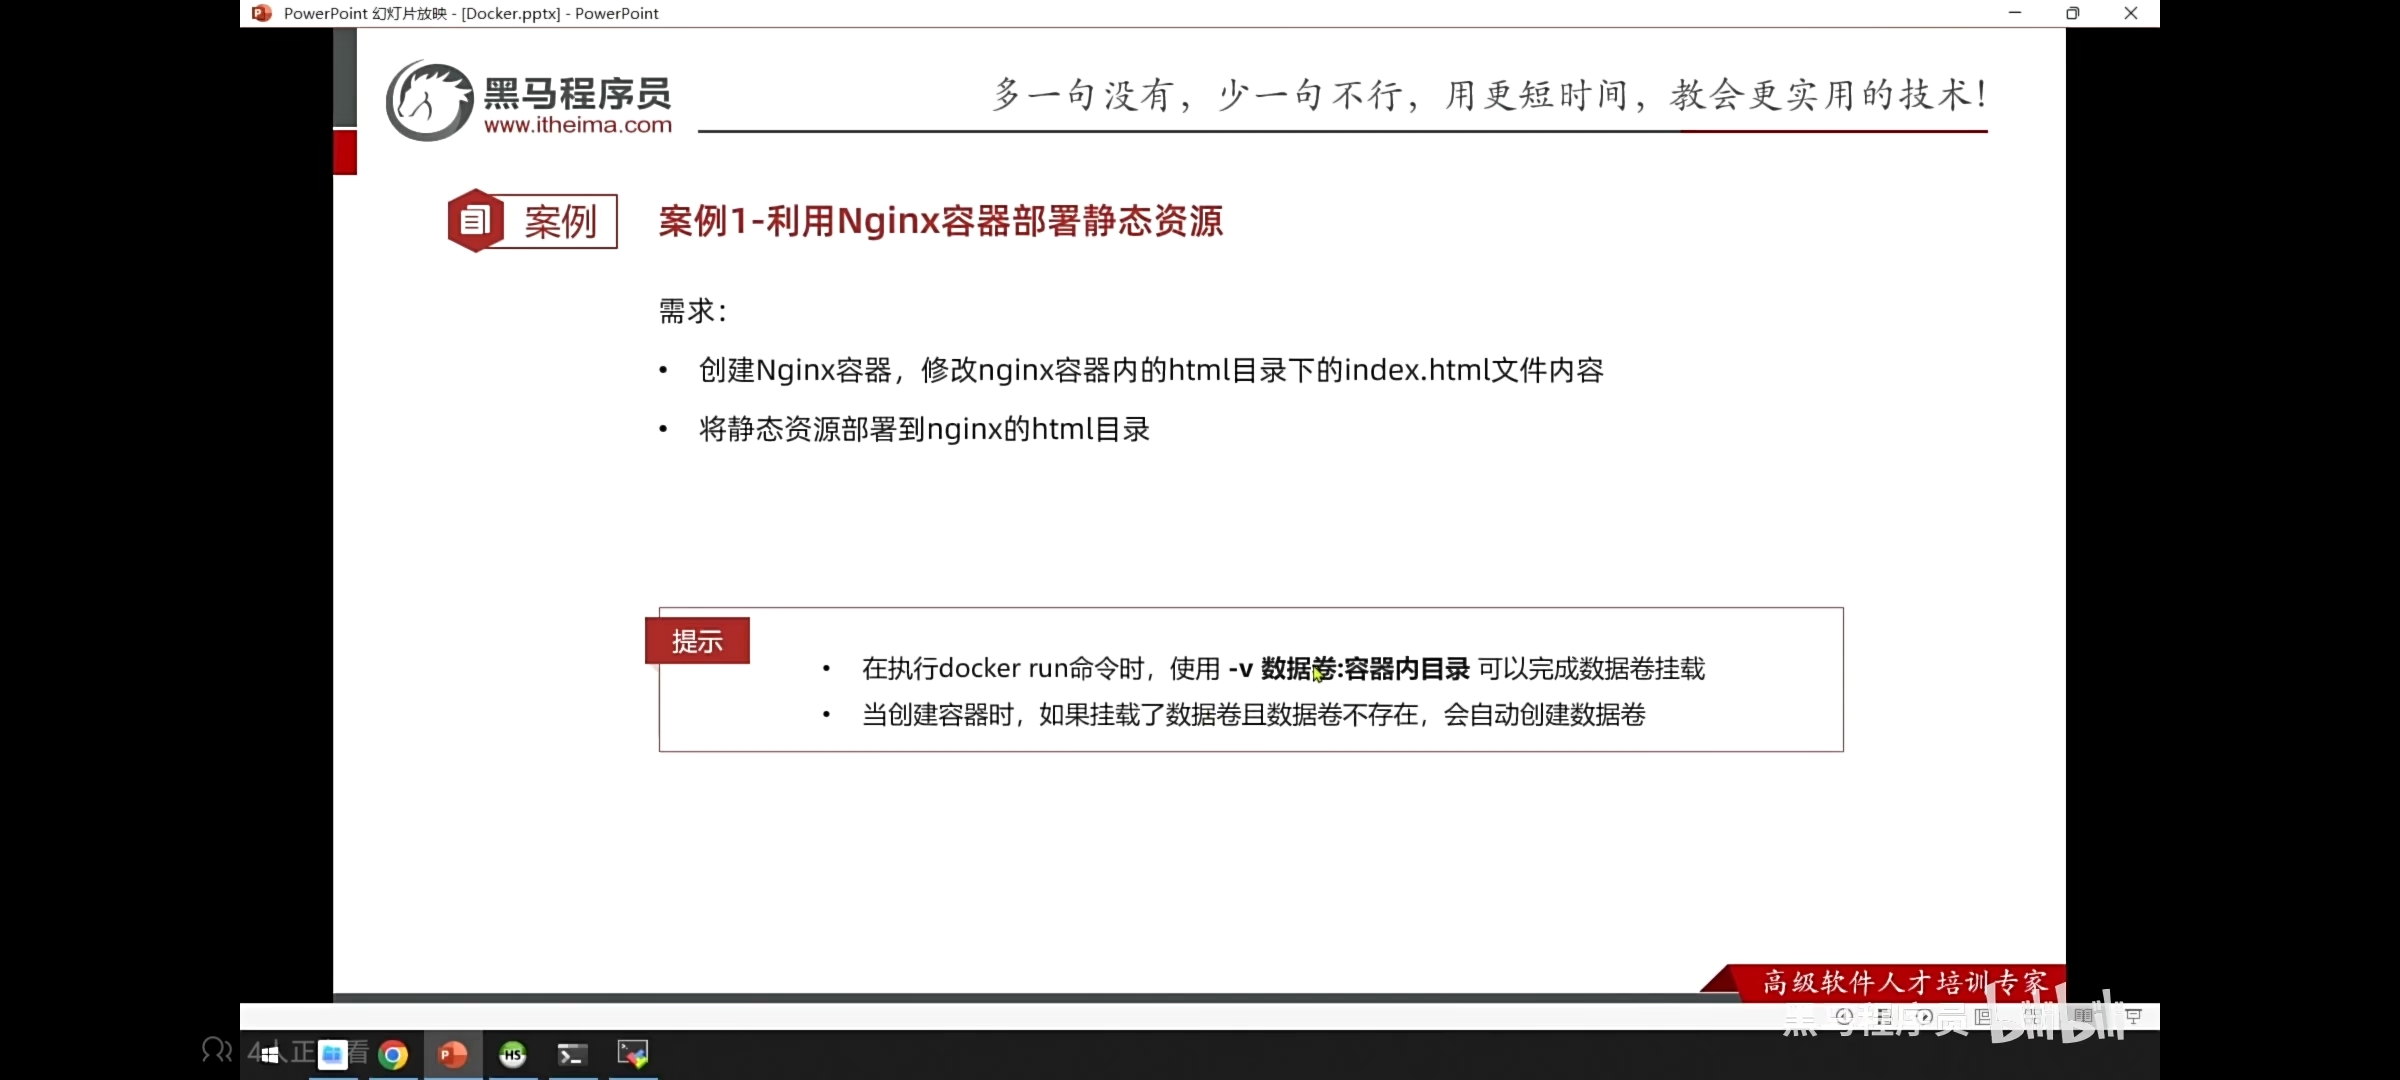 PowerPoint 幻灯片放映 - [Docker.pptx] - PowerPoint
黑马程序员
www.itheima.com
多一句没有，少一句不行，用更短时间，教会更实用的技术！
案例
案例1-利用Nginx容器部署静态资源
需求：
• 创建Nginx容器，修改nginx容器内的html目录下的index.html文件内容
• 将静态资源部署到nginx的html目录
提示
• 在执行docker run命令时，使用 -v 数据卷:容器内目录 可以完成数据卷挂载
• 当创建容器时，如果挂载了数据卷且数据卷不存在，会自动创建数据卷
高级软件人才培训专家
黑马程序员 bilibili
4人正看
HS